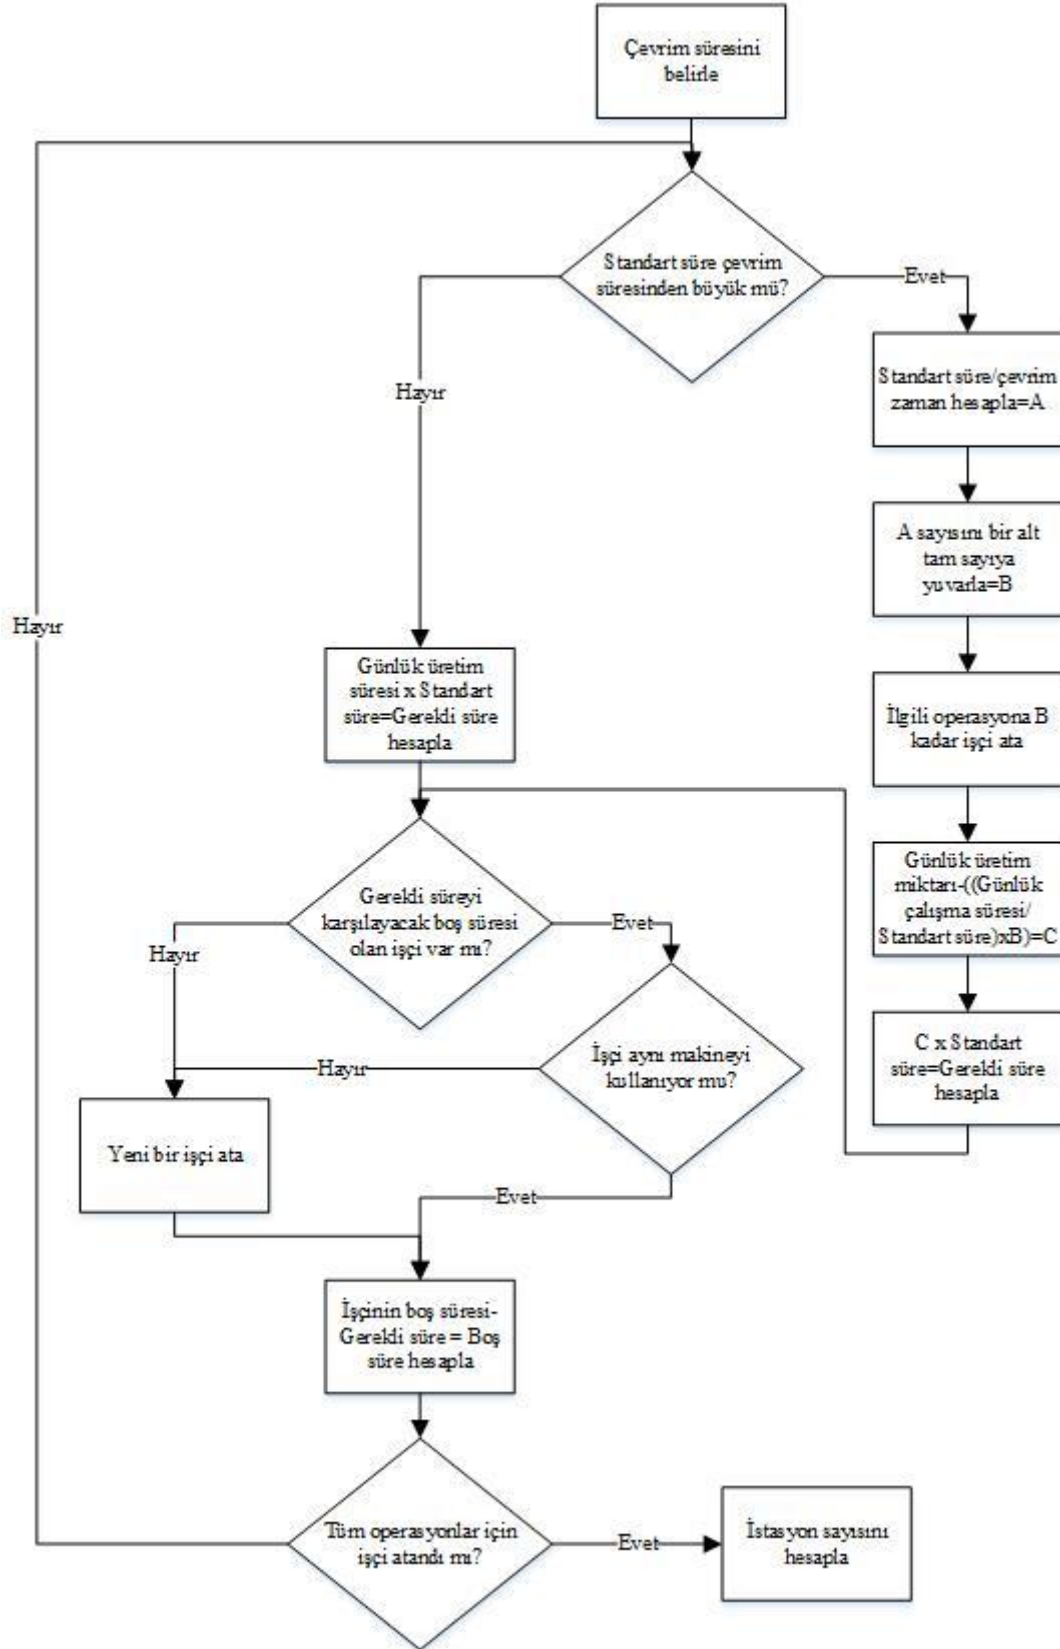 Çevrim süresini
belirle
Standart süre çevrim
süresinden büyük mü?
Evet
Hayır
Standart süre/çevrim
zaman hesapla=A
A sayısını bir alt
tam sayıya
yuvarla=B
Hayır
Günlük üretim
süresi x Standart
süre=Gerekli süre
hesapla
İlgili operasyona B
kadar işçi ata
Günlük üretim
miktarı-((Günlük
çalışma süresi/
Standart süre)xB)=C
Gerekli süreyi
karşılayacak boş süresi
olan işçi var mı?
Evet
Hayır
C x Standart
süre=Gerekli süre
hesapla
İşçi aynı makineyi
kullanıyor mu?
Hayır
Yeni bir işçi ata
Evet
İşçinin boş süresi-
Gerekli süre = Boş
süre hesapla
Tüm operasyonlar için
işçi atandı mı?
Evet
İstasyon sayısını
hesapla